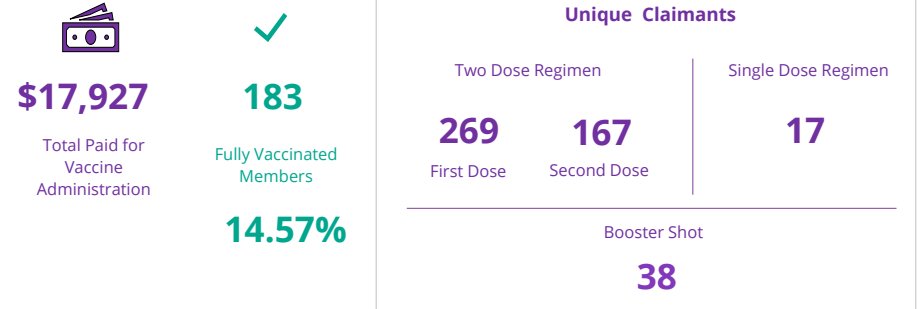 $17,927
Total Paid for
Vaccine
Administration
183
Fully Vaccinated
Members
14.57%
Unique Claimants
Two Dose Regimen
269
First Dose
167
Second Dose
Single Dose Regimen
17
Booster Shot
38